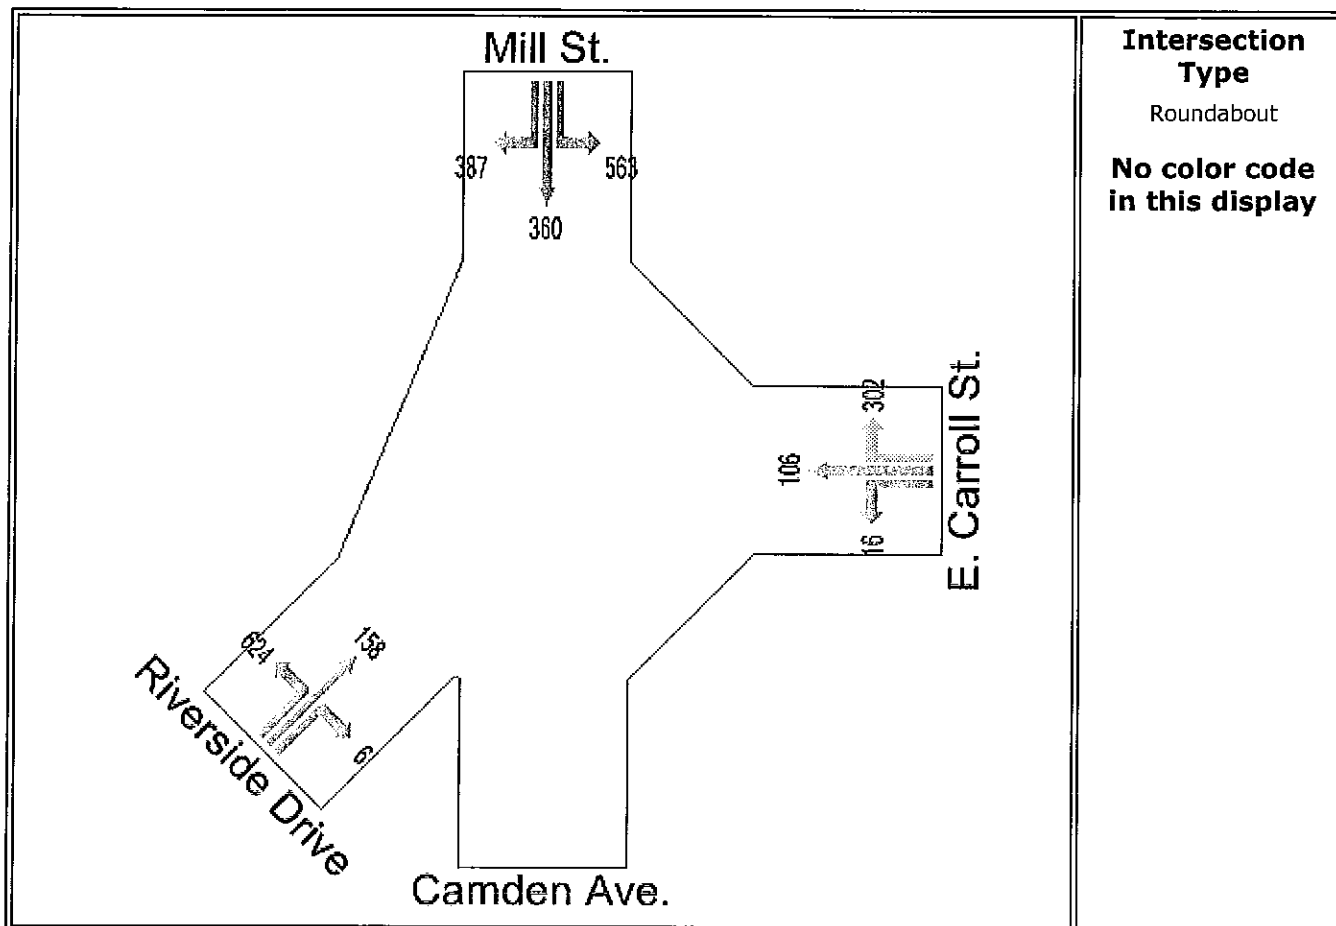 Mill St.
387
563
360
302
106
16
E. Carroll St.
624
158
6
Riverside Drive
Camden Ave.
Intersection
Type
Roundabout
No color code
in this display